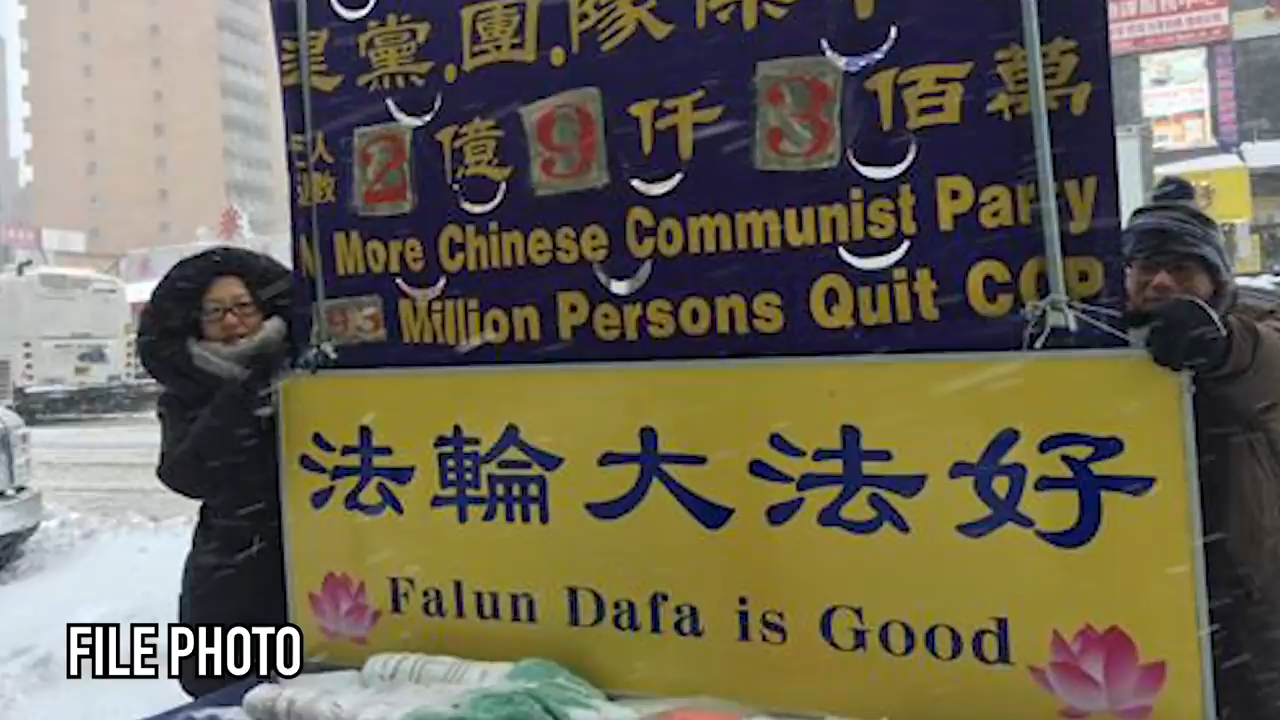 黨.團.隊
2億9仟3佰萬
More Chinese Communist Party
Million Persons Quit CCP
法輪大法好
Falun Dafa is Good
FILE PHOTO